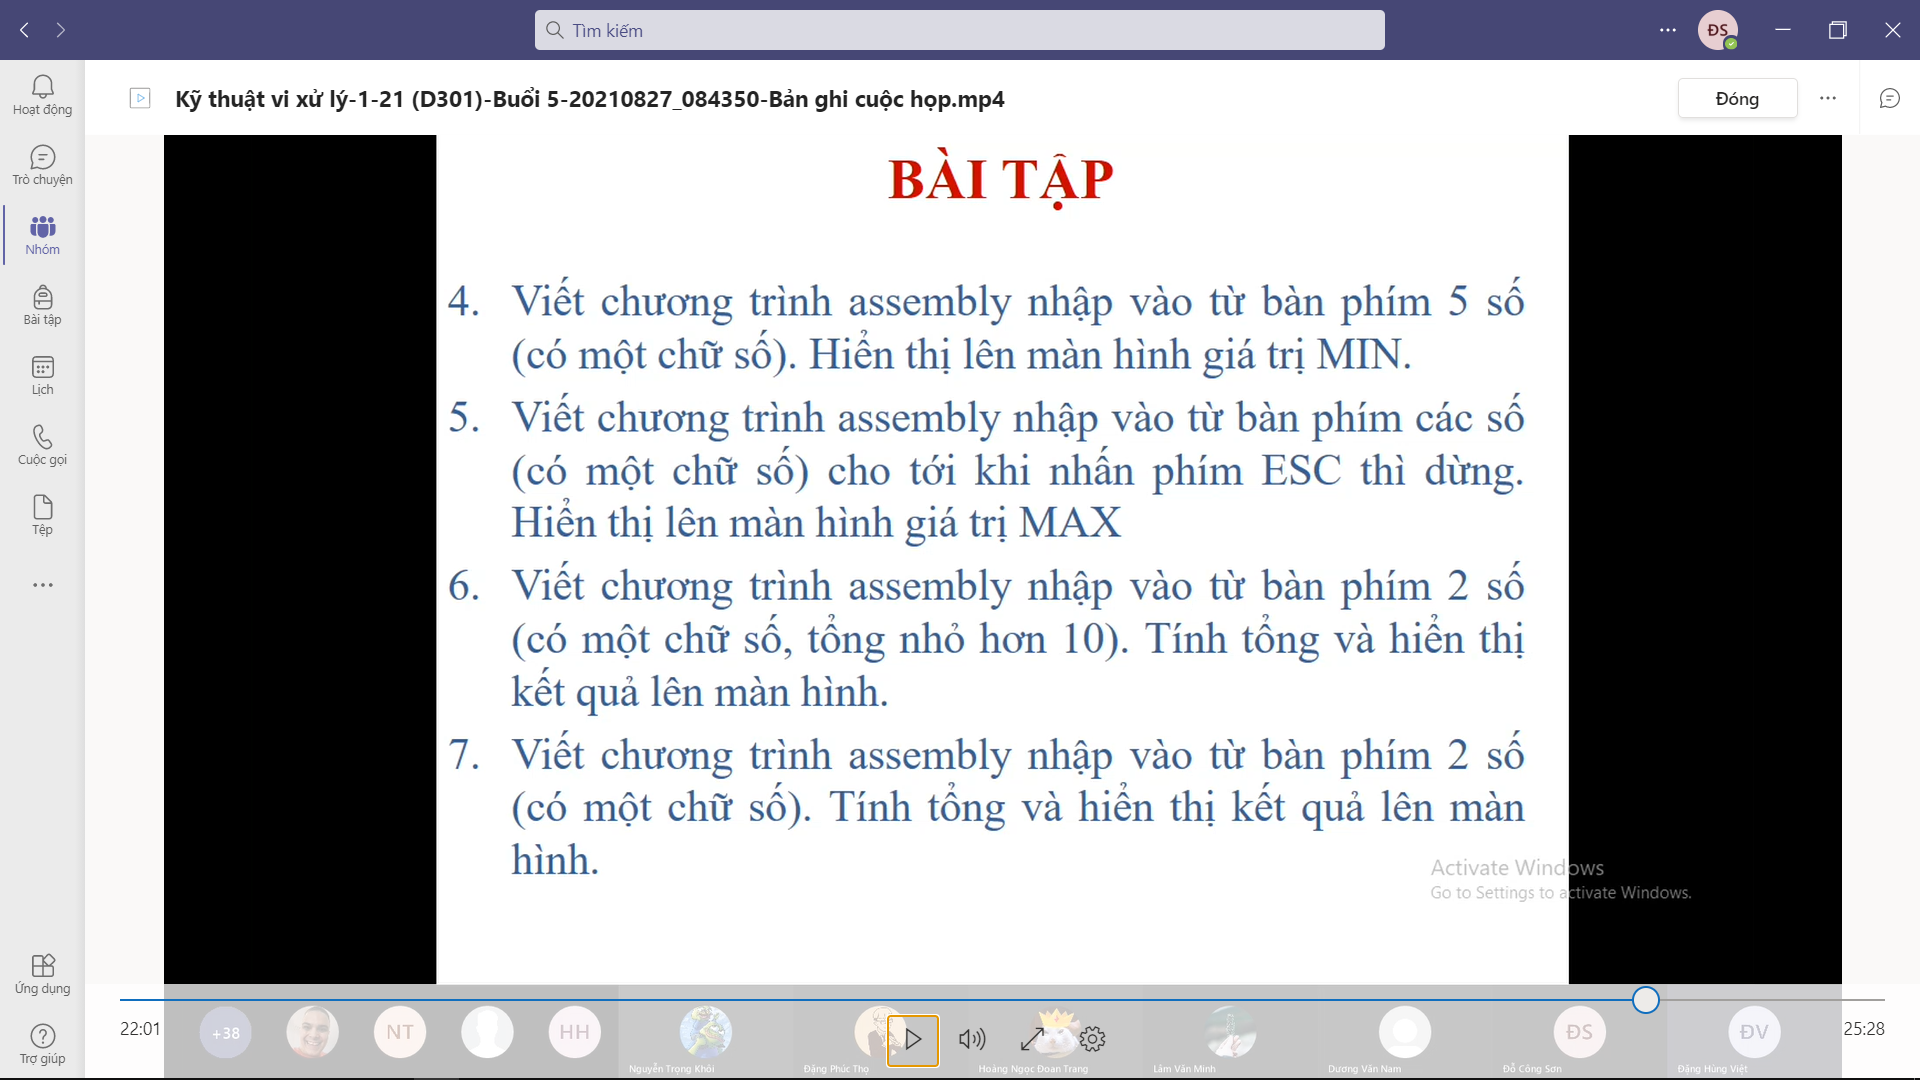 Tìm kiếm
ĐS
Hoạt động
Trò chuyện
Nhóm
Bài tập
Lịch
Cuộc gọi
Tệp
Ứng dụng
Trợ giúp
Kỹ thuật vi xử lý-1-21 (D301)-Buổi 5-20210827_084350-Bản ghi cuộc họp.mp4
Đóng
BÀI TẬP
4. Viết chương trình assembly nhập vào từ bàn phím 5 số
(có một chữ số). Hiển thị lên màn hình giá trị MIN.
5. Viết chương trình assembly nhập vào từ bàn phím các số
(có một chữ số) cho tới khi nhấn phím ESC thì dừng.
Hiển thị lên màn hình giá trị MAX
6. Viết chương trình assembly nhập vào từ bàn phím 2 số
(có một chữ số, tổng nhỏ hơn 10). Tính tổng và hiển thị
kết quả lên màn hình.
7. Viết chương trình assembly nhập vào từ bàn phím 2 số
(có một chữ số). Tính tổng và hiển thị kết quả lên màn
hình.
Activate Windows
Go to Settings to activate Windows.
22:01
25:28
+38
NT
HH
ĐS
ĐV
Nguyễn Trọng Khôi
Đặng Phúc Thọ
Hoàng Ngọc Đoan Trang
Lâm Văn Minh
Dương Văn Nam
Đỗ Công Sơn
Đặng Hùng Việt